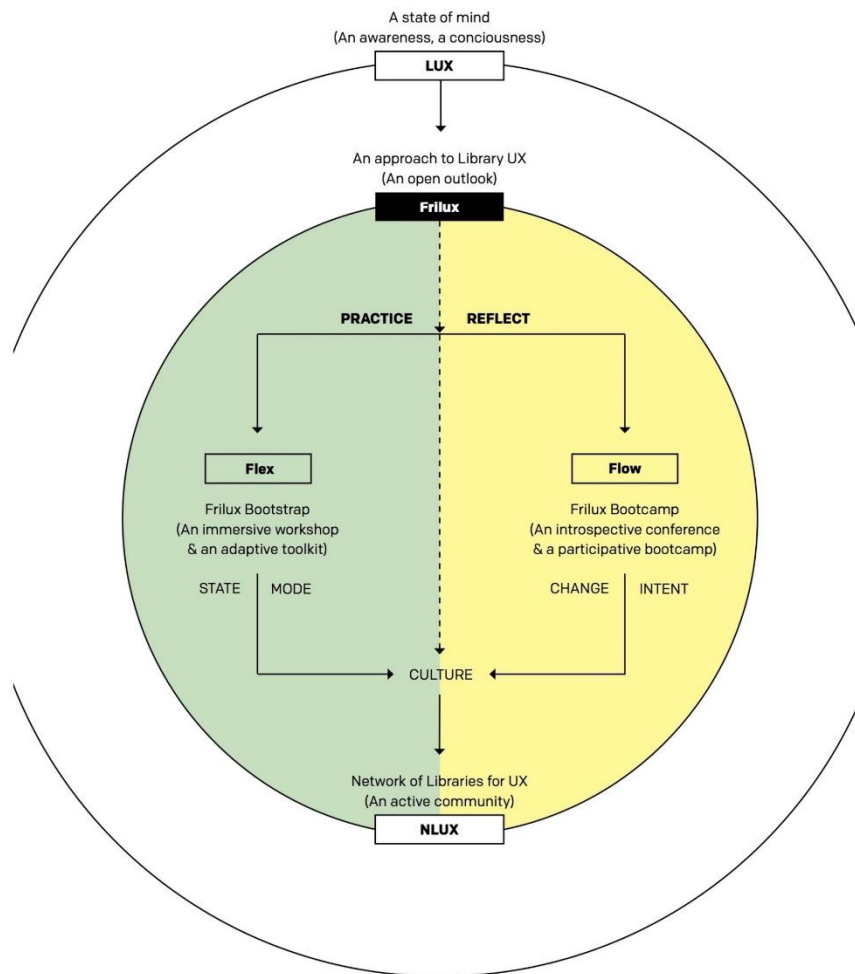 A state of mind
(An awareness, a conciousness)
LUX
An approach to Library UX
(An open outlook)
Frilux
PRACTICE REFLECT
Flex
Frilux Bootstrap
(An immersive workshop
& an adaptive toolkit)
STATE MODE
Flow
Frilux Bootcamp
(An introspective conference
& a participative bootcamp)
CHANGE INTENT
CULTURE
Network of Libraries for UX
(An active community)
NLUX